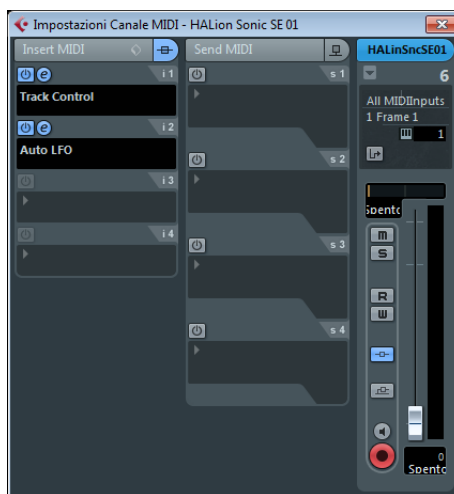 Impostazioni Canale MIDI - HALion Sonic SE 01
Insert MIDI
e i 1
Track Control
e i 2
Auto LFO
i 3
i 4
Send MIDI
s 1
s 2
s 3
s 4
HALinSncSE01
6
All MIDInputs
1 Frame 1
1
Spento
M
S
R
W
0
Spento